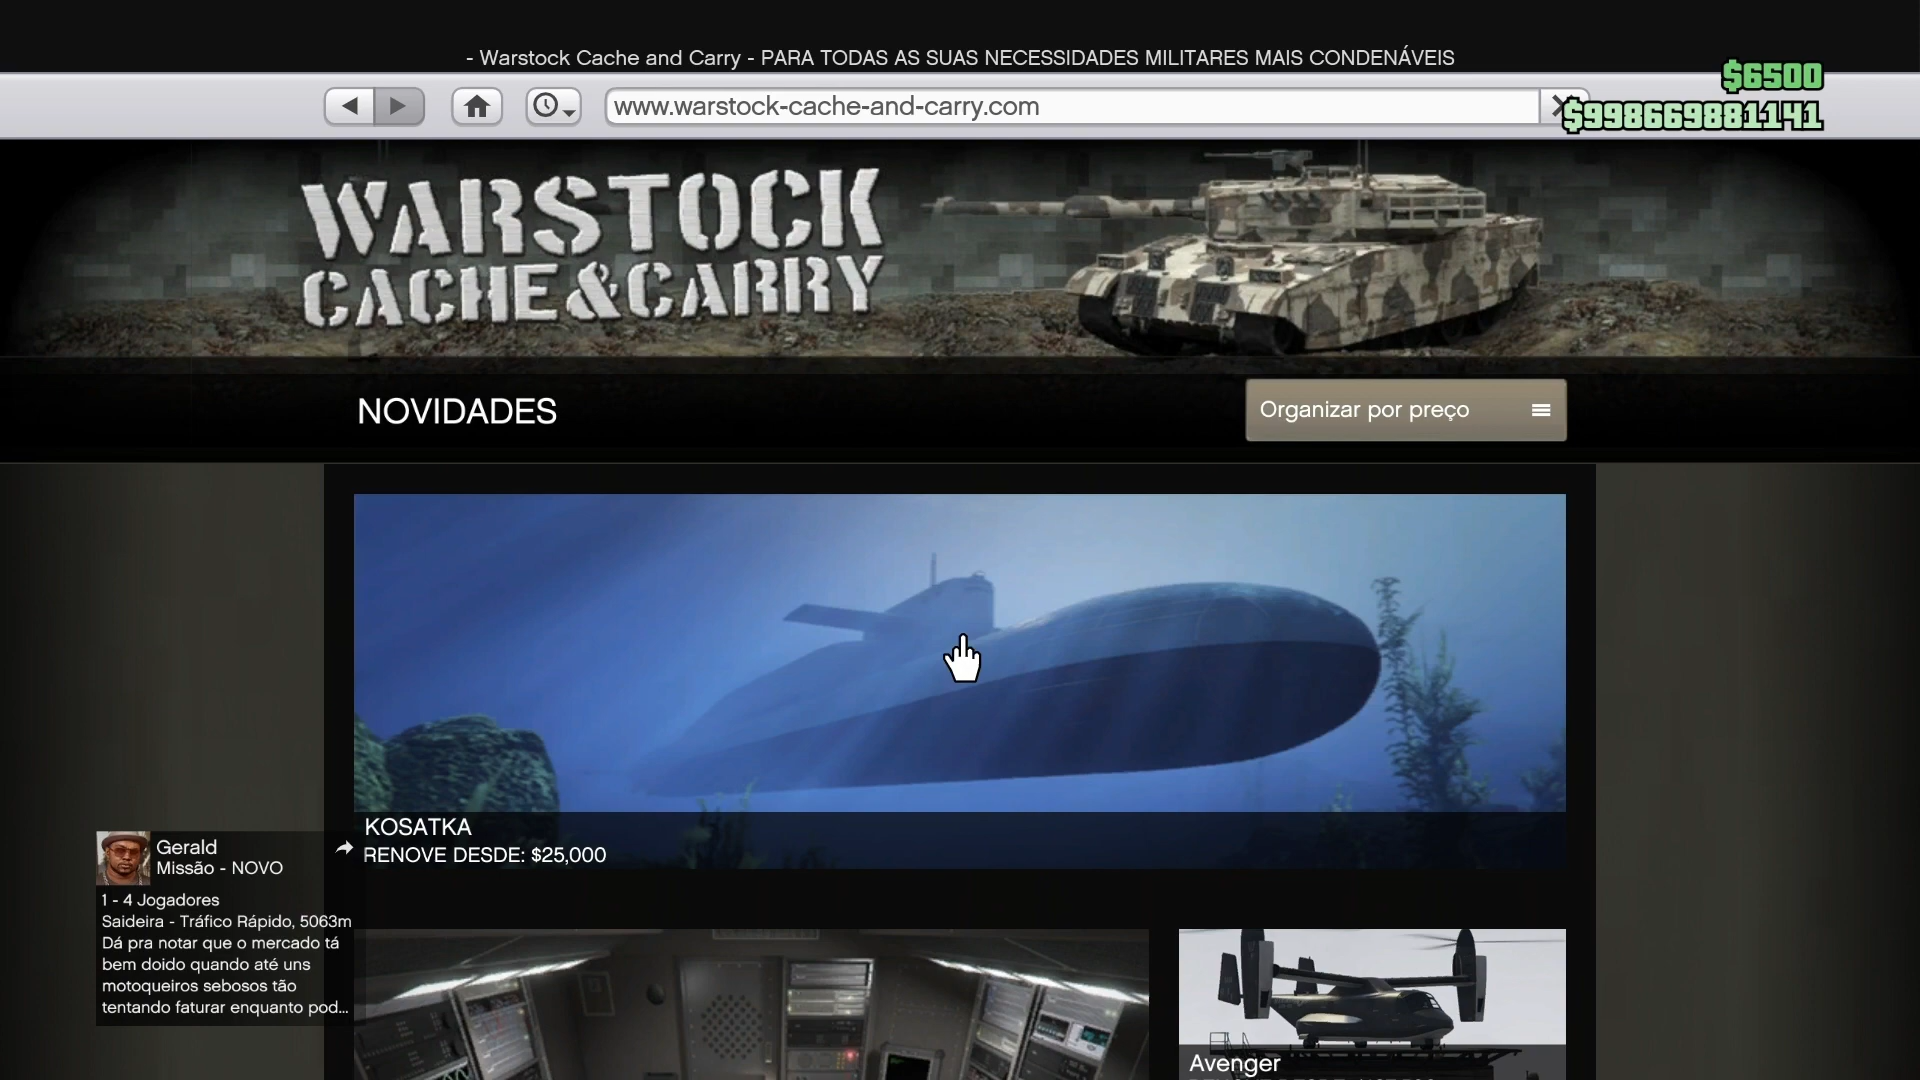 - Warstock Cache and Carry - PARA TODAS AS SUAS NECESSIDADES MILITARES MAIS CONDENÁVEIS
$6500
www.warstock-cache-and-carry.com
$998669881141
WARSTOCK
CACHE&CARRY
NOVIDADES
Organizar por preço
KOSATKA
RENOVE DESDE: $25,000
Gerald
Missão - NOVO
1 - 4 Jogadores
Saideira - Tráfico Rápido, 5063m
Dá pra notar que o mercado tá
bem doido quando até uns
motoqueiros sebosos tão
tentando faturar enquanto pod...
Avenger